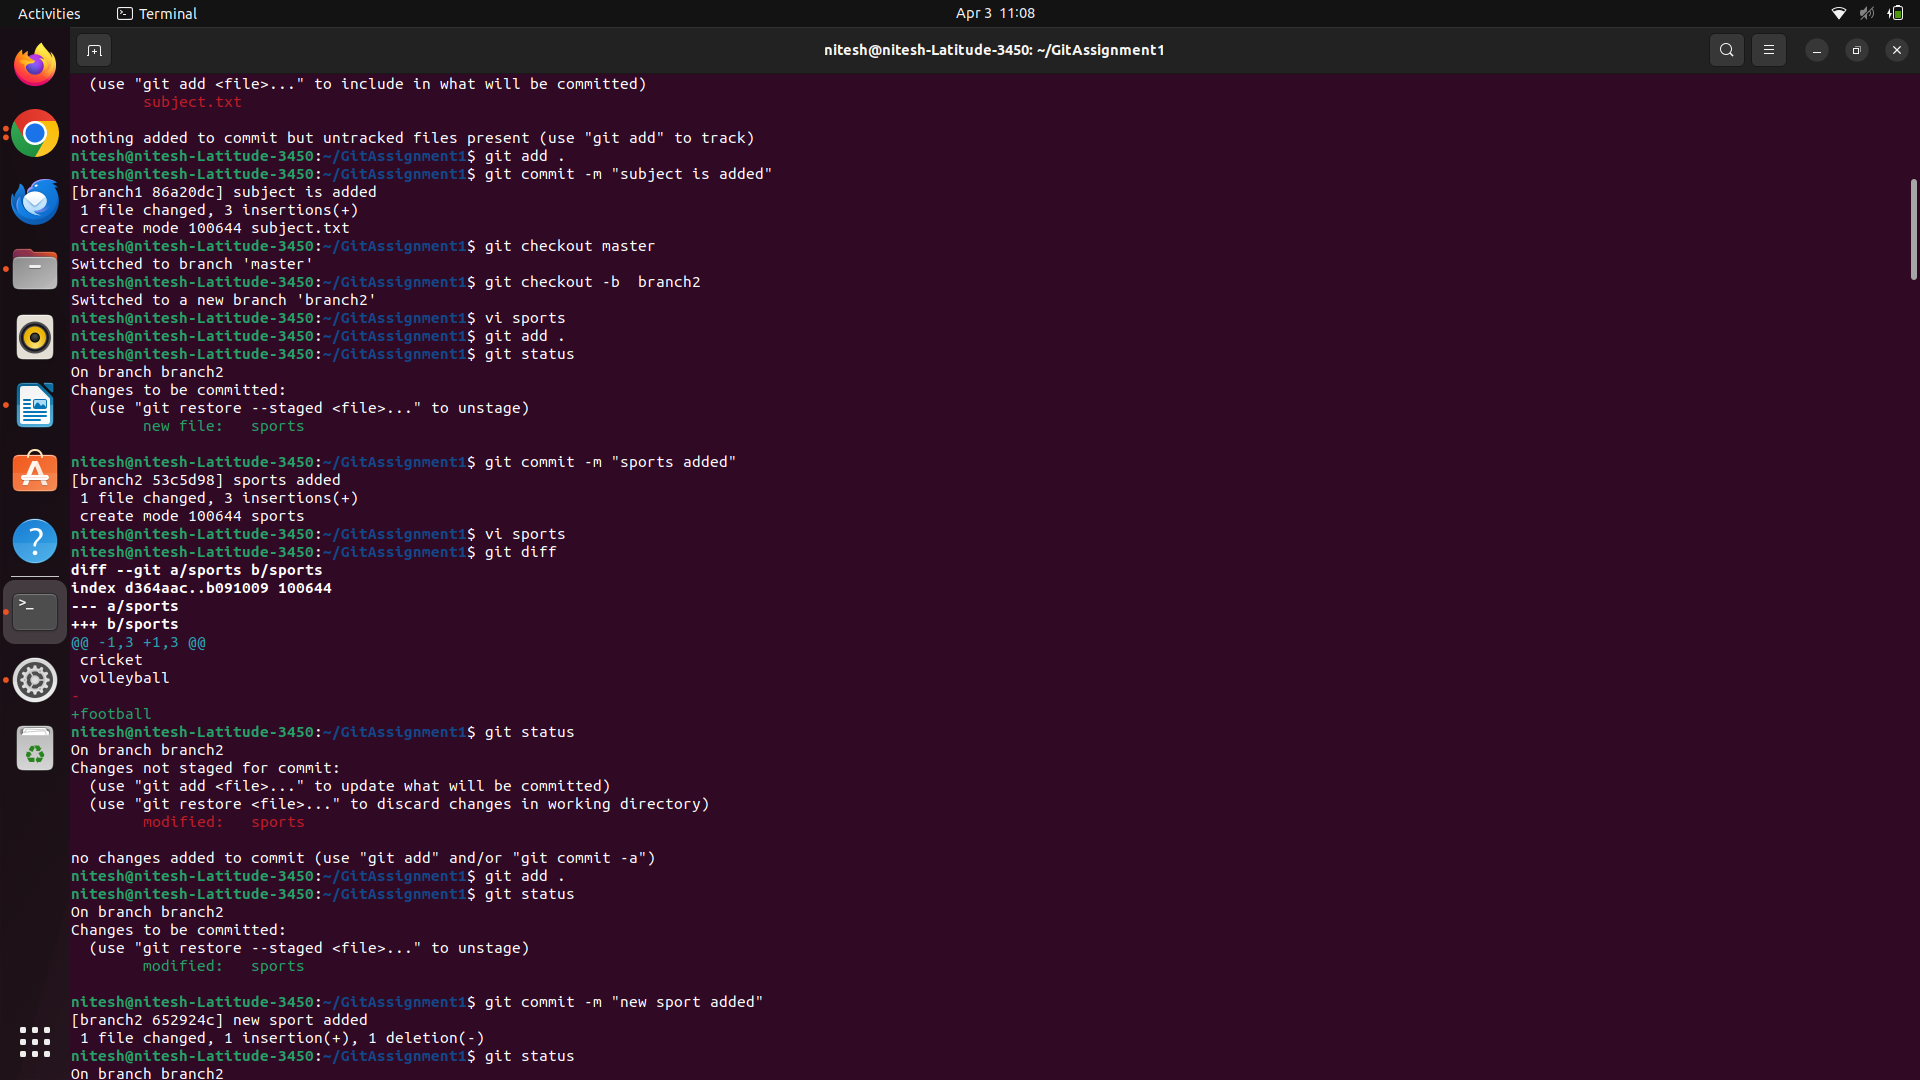 Activities
Terminal
Apr 3 11:08
nitesh@nitesh-Latitude-3450: ~/GitAssignment1
(use "git add <file>..." to include in what will be committed)
subject.txt
nothing added to commit but untracked files present (use "git add" to track)
nitesh@nitesh-Latitude-3450:~/GitAssignment1$ git add .
nitesh@nitesh-Latitude-3450:~/GitAssignment1$ git commit -m "subject is added"
[branch1 86a20dc] subject is added
1 file changed, 3 insertions(+)
create mode 100644 subject.txt
nitesh@nitesh-Latitude-3450:~/GitAssignment1$ git checkout master
Switched to branch 'master'
nitesh@nitesh-Latitude-3450:~/GitAssignment1$ git checkout -b  branch2
Switched to a new branch 'branch2'
nitesh@nitesh-Latitude-3450:~/GitAssignment1$ vi sports
nitesh@nitesh-Latitude-3450:~/GitAssignment1$ git add .
nitesh@nitesh-Latitude-3450:~/GitAssignment1$ git status
On branch branch2
Changes to be committed:
(use "git restore --staged <file>..." to unstage)
new file:   sports
nitesh@nitesh-Latitude-3450:~/GitAssignment1$ git commit -m "sports added"
[branch2 53c5d98] sports added
1 file changed, 3 insertions(+)
create mode 100644 sports
nitesh@nitesh-Latitude-3450:~/GitAssignment1$ vi sports
nitesh@nitesh-Latitude-3450:~/GitAssignment1$ git diff
diff --git a/sports b/sports
index d364aac..b091009 100644
--- a/sports
+++ b/sports
@@ -1,3 +1,3 @@
cricket
volleyball
-
+football
nitesh@nitesh-Latitude-3450:~/GitAssignment1$ git status
On branch branch2
Changes not staged for commit:
(use "git add <file>..." to update what will be committed)
(use "git restore <file>..." to discard changes in working directory)
modified:   sports
no changes added to commit (use "git add" and/or "git commit -a")
nitesh@nitesh-Latitude-3450:~/GitAssignment1$ git add .
nitesh@nitesh-Latitude-3450:~/GitAssignment1$ git status
On branch branch2
Changes to be committed:
(use "git restore --staged <file>..." to unstage)
modified:   sports
nitesh@nitesh-Latitude-3450:~/GitAssignment1$ git commit -m "new sport added"
[branch2 652924c] new sport added
1 file changed, 1 insertion(+), 1 deletion(-)
nitesh@nitesh-Latitude-3450:~/GitAssignment1$ git status
On branch branch2